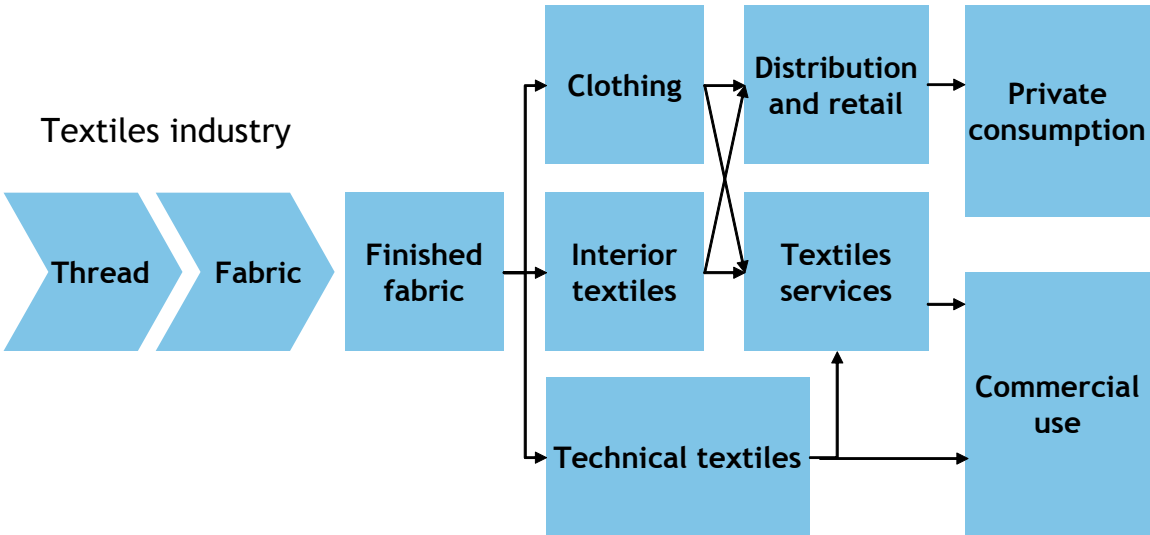 Textiles industry
Thread
Fabric
Finished
fabric
Clothing
Interior
textiles
Technical textiles
Distribution
and retail
Textiles
services
Private
consumption
Commercial
use